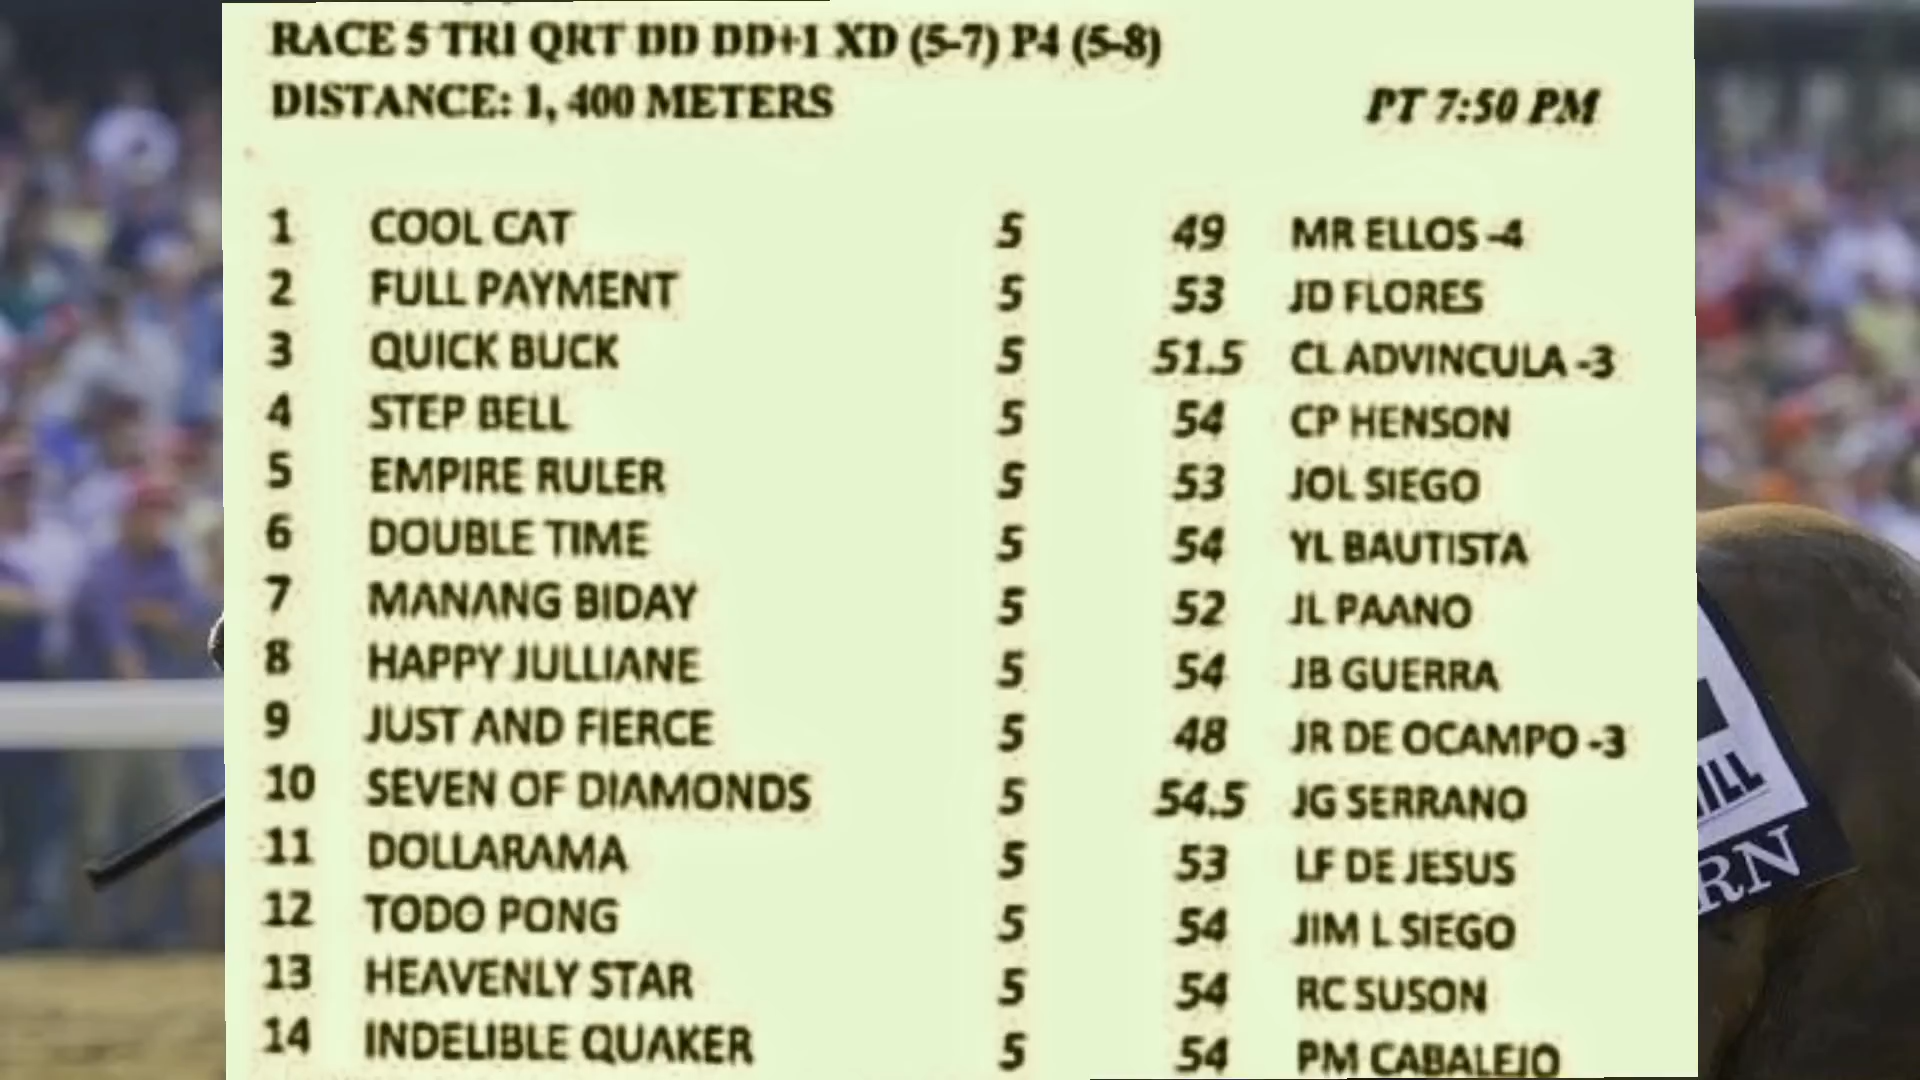 RACE 5 TRI QRT DD DD+1 XD (5-7) P4 (5-8)
DISTANCE: 1, 400 METERS PT 7:50 PM
1 COOL CAT 5 49 MR ELLOS -4
2 FULL PAYMENT 5 53 JD FLORES
3 QUICK BUCK 5 51.5 CL ADVINCULA -3
4 STEP BELL 5 54 CP HENSON
5 EMPIRE RULER 5 53 JOL SIEGO
6 DOUBLE TIME 5 54 YL BAUTISTA
7 MANANG BIDAY 5 52 JL PAANO
8 HAPPY JULLIANE 5 54 JB GUERRA
9 JUST AND FIERCE 5 48 JR DE OCAMPO -3
10 SEVEN OF DIAMONDS 5 54.5 JG SERRANO
11 DOLLARAMA 5 53 LF DE JESUS
12 TODO PONG 5 54 JIM L SIEGO
13 HEAVENLY STAR 5 54 RC SUSON
14 INDELIBLE QUAKER 5 54 PM CABALEJO